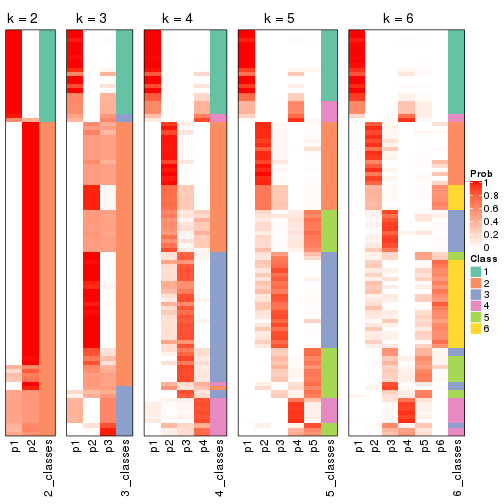 k = 2
k = 3
k = 4
k = 5
k = 6
Prob
1
0.8
0.6
0.4
0.2
0
Class
1
2
3
4
5
6
p1
p2
2_classes
p1
p2
p3
3_classes
p1
p2
p3
p4
4_classes
p1
p2
p3
p4
p5
5_classes
p1
p2
p3
p4
p5
p6
6_classes